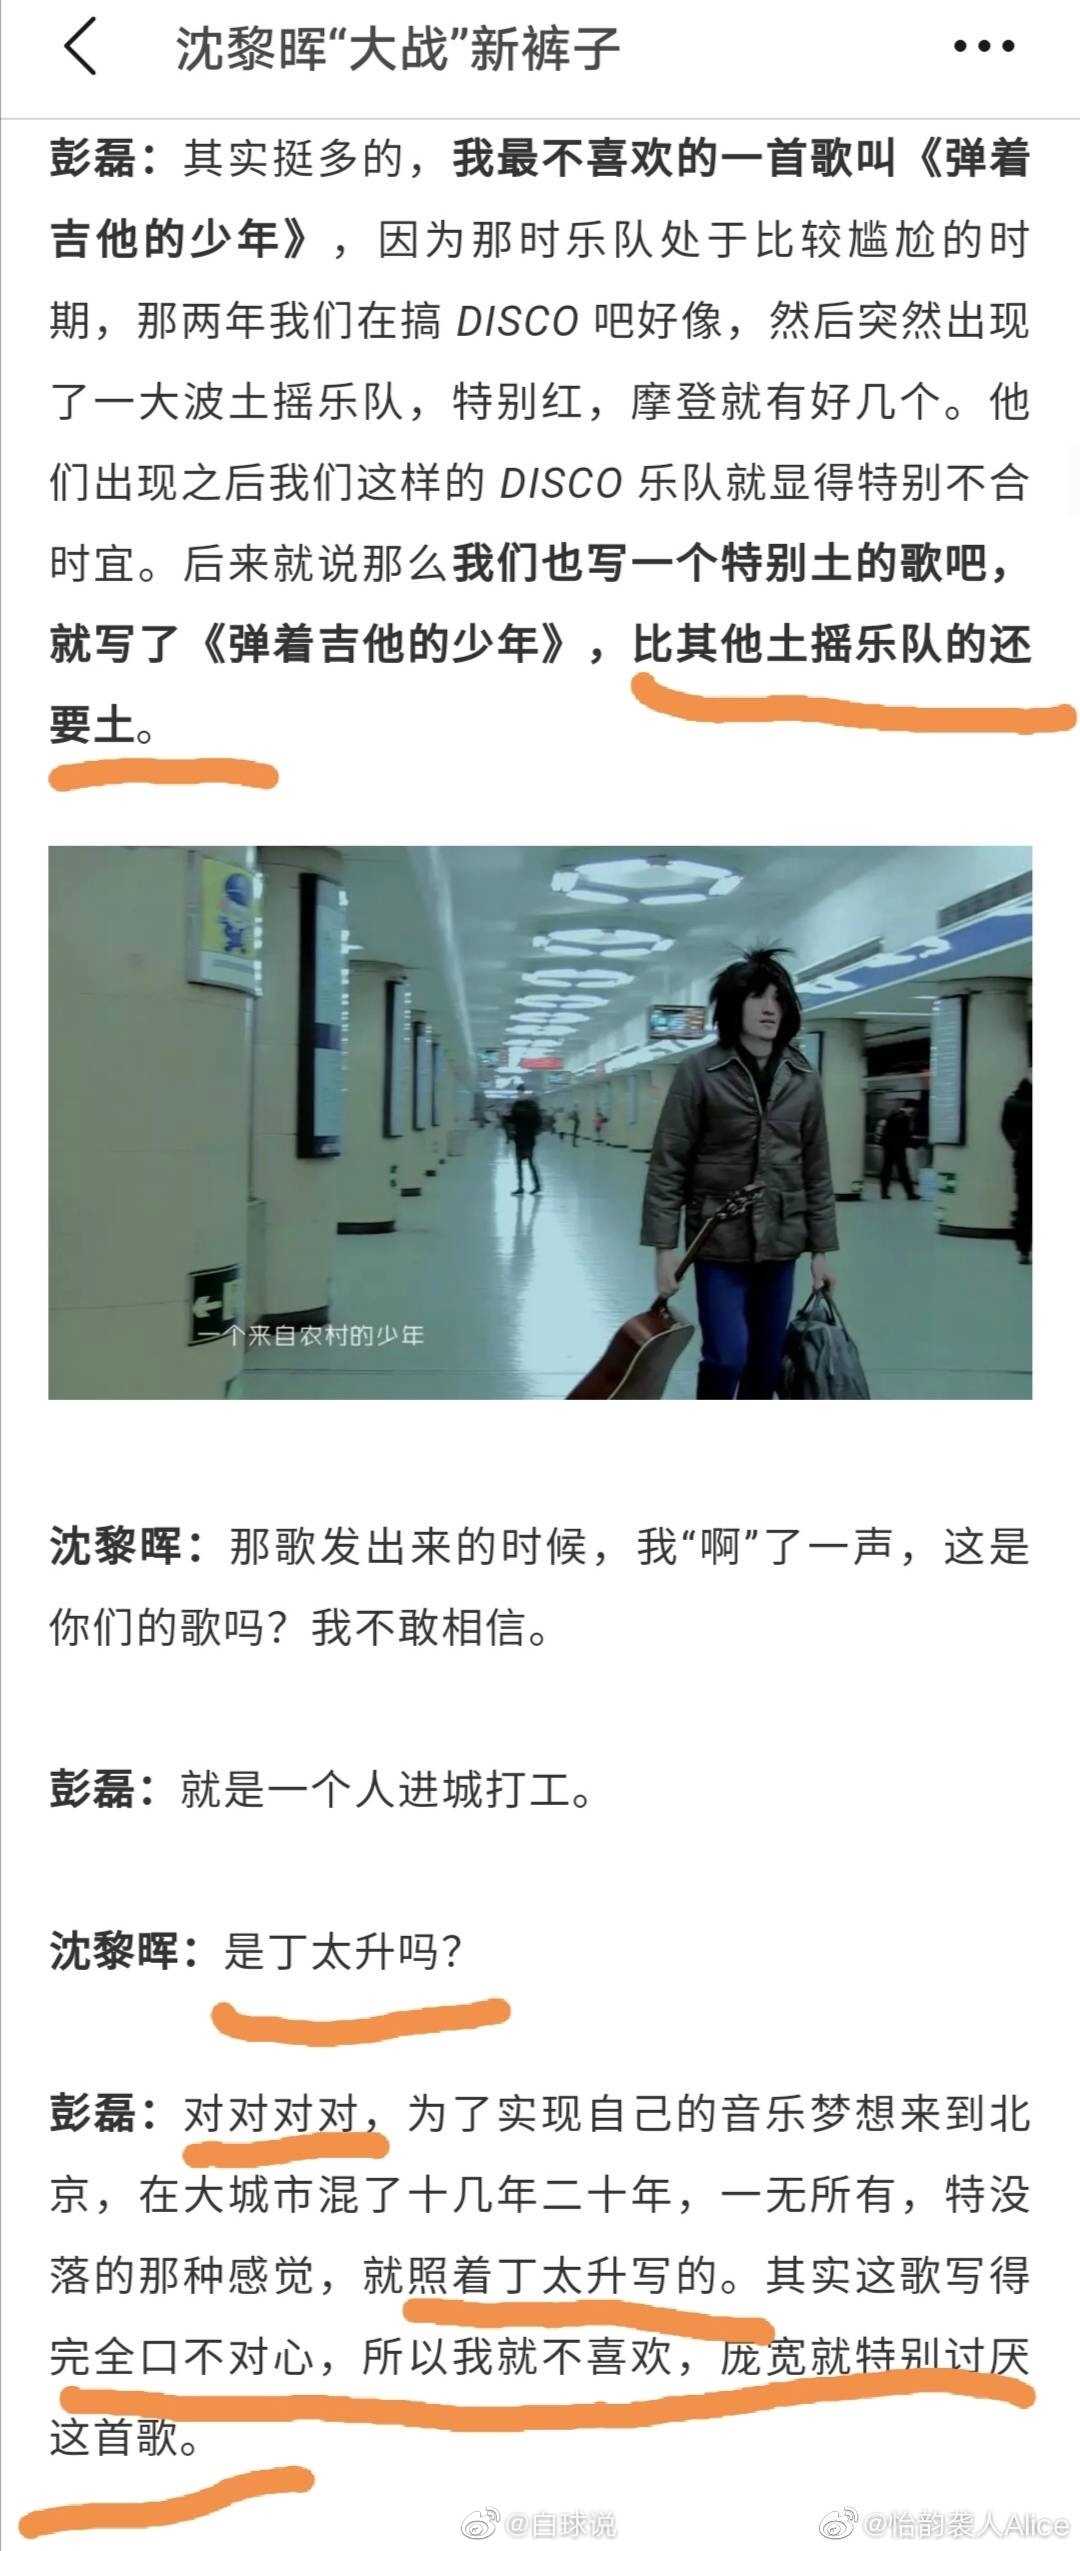 沈黎晖“大战”新裤子
彭磊：其实挺多的，我最不喜欢的一首歌叫《弹着
吉他的少年》，因为那时乐队处于比较尴尬的时
期，那两年我们在搞 DISCO 吧好像，然后突然出现
了一大波土摇乐队，特别红，摩登就有好几个。他
们出现之后我们这样的 DISCO 乐队就显得特别不合
时宜。后来就说那么我们也写一个特别土的歌吧，
就写了《弹着吉他的少年》，比其他土摇乐队的还
要土。
一个来自农村的少年
沈黎晖：那歌发出来的时候，我“啊”了一声，这是
你们的歌吗？我不敢相信。
彭磊：就是一个人进城打工。
沈黎晖：是丁太升吗？
彭磊：对对对对，为了实现自己的音乐梦想来到北
京，在大城市混了十几年二十年，一无所有，特没
落的那种感觉，就照着丁太升写的。其实这歌写得
完全口不对心，所以我就不喜欢，庞宽就特别讨厌
这首歌。
@白球说
@怡韵袭人Alice